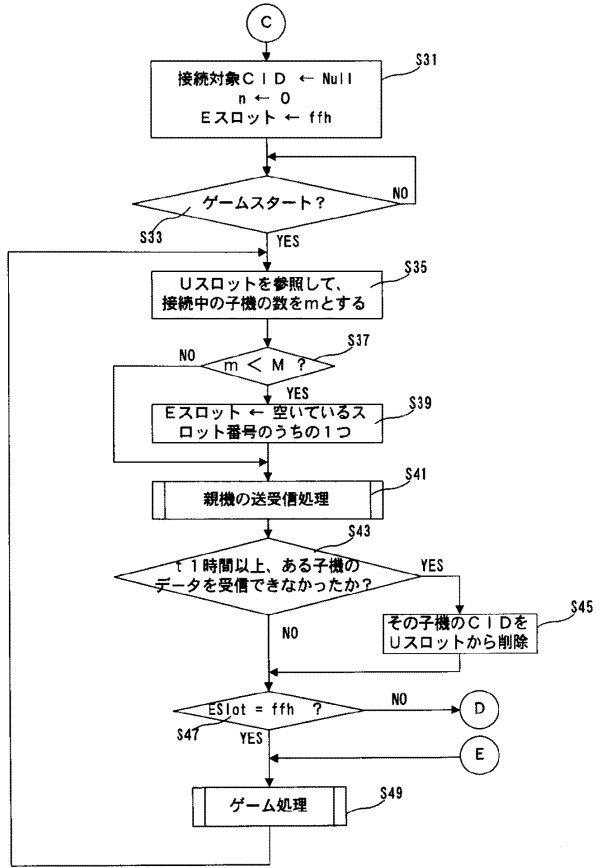 C
S31
接続対象CID ← Null
n ← 0
Eスロット ← ffh
ゲームスタート?
NO
S33
YES
S35
Uスロットを参照して、
接続中の子機の数をmとする
S37
NO
m < M ?
YES
S39
Eスロット ← 空いているス
ロット番号のうちの1つ
S41
親機の送受信処理
S43
t1時間以上、ある子機の
データを受信できなかったか?
YES
S45
その子機のCIDを
Uスロットから削除
NO
ESlot = ffh ?
NO
D
S47
YES
E
S49
ゲーム処理